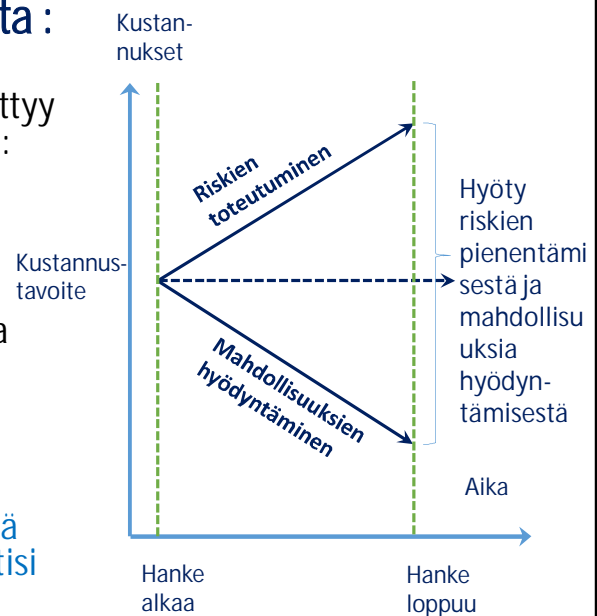 ta :
ttyy
:
a
ä
tisi
Kustan-
nukset
Riskien
toteutuminen
Kustannus-
tavoite
Mahdollisuuksien
hyödyntäminen
Hyöty
riskien
pienentämi
sestä ja
mahdollisu
uksia
hyödyn-
tämisestä
Aika
Hanke
alkaa
Hanke
loppuu